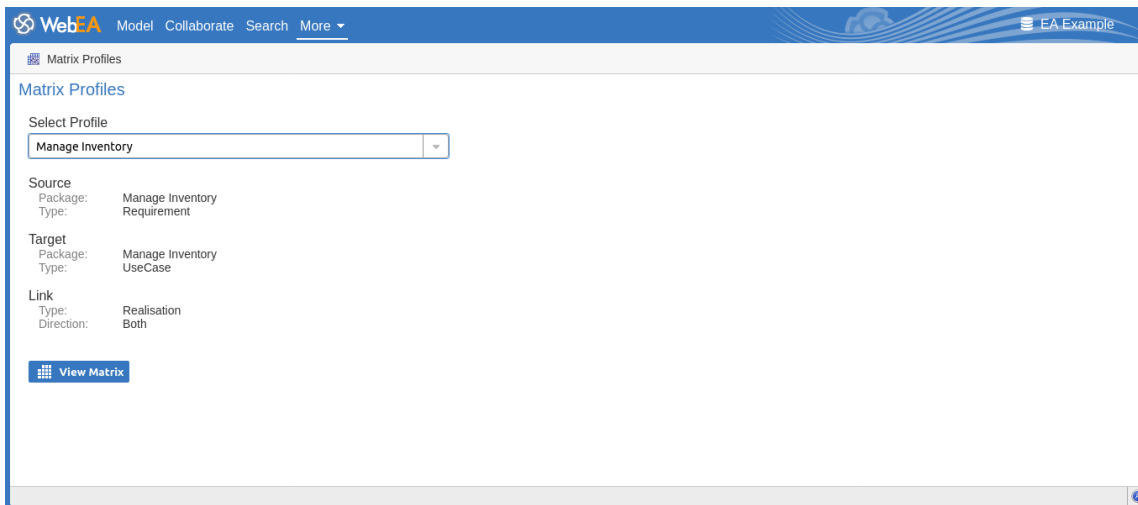 WebEA Model Collaborate Search More EA Example
Matrix Profiles
Matrix Profiles
Select Profile
Manage Inventory
Source
Package: Manage Inventory
Type: Requirement
Target
Package: Manage Inventory
Type: UseCase
Link
Type: Realisation
Direction: Both
View Matrix